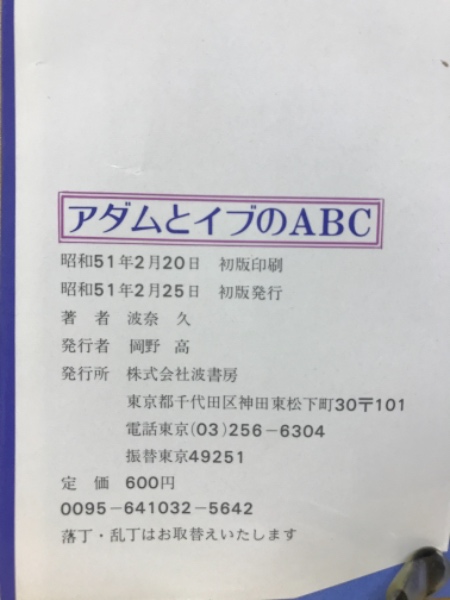 アダムとイブのABC
昭和51年2月20日　初版印刷
昭和51年2月25日　初版発行
著　者　波奈　久
発行者　岡野　高
発行所　株式会社波書房
東京都千代田区神田東松下町30〒101
電話東京(03)256-6304
振替東京49251
定　価　600円
0095-641032-5642
落丁・乱丁はお取替えいたします